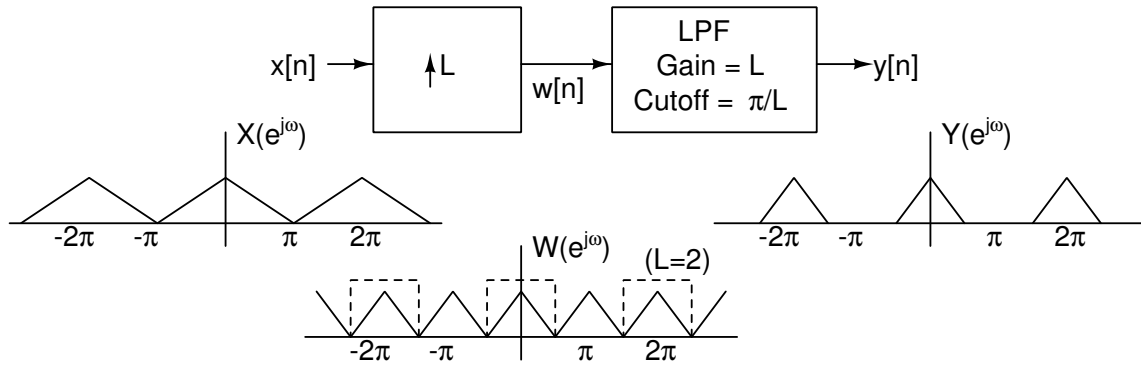 LPF
x[n] ↑L Gain = L y[n]
w[n] Cutoff = π/L
X(e^{jω}) Y(e^{jω})
-2π -π π 2π -2π -π π 2π
W(e^{jω}) (L=2)
-2π -π π 2π